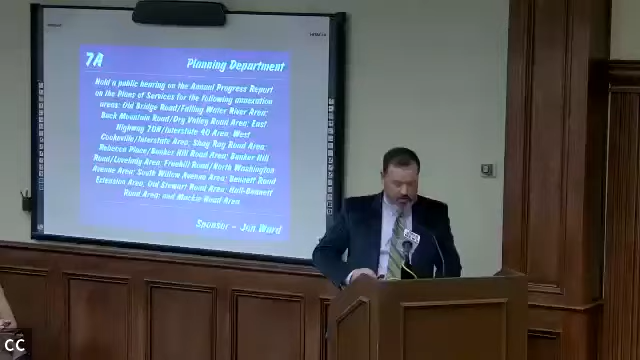 7A
Planning Department
Hold a public hearing on the Annual Progress Report
on the Plans of Services for the following annexation
areas: Old Bridge Road/Falling Water River Area;
Buck Mountain Road/Dry Valley Road Area; East
Highway 70N/Interstate 40 Area; West
Cookeville/Interstate Area; Shag Rag Road Area;
Rebecca Place/Bunker Hill Road Area; Bunker Hill
Road/Lovelady Area; Freehill Road/North Washington
Avenue Area; South Willow Avenue Area; Bennett Road
Extension Area; Old Stewart Road Area; Hall-Bennett
Road Area; and Mackie Road Area
Sponsor - Jon Ward
CC